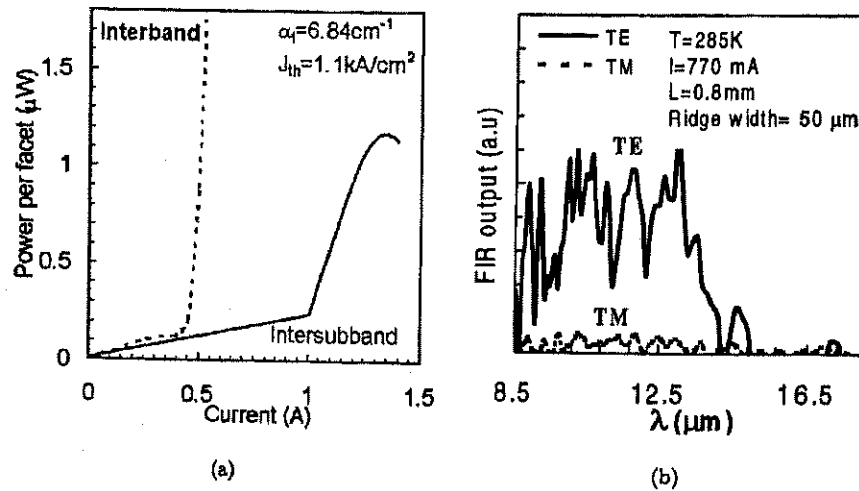 Interband
αᵢ=6.84cm⁻¹
Jth=1.1kA/cm²
Power per facet (μW)
1.5
1
0.5
0
Intersubband
0
0.5
1
1.5
Current (A)
(a)
TE T=285K
TM I=770 mA
L=0.8mm
Ridge width= 50 μm
FIR output (a.u)
TE
TM
8.5
12.5
16.5
λ (μm)
(b)